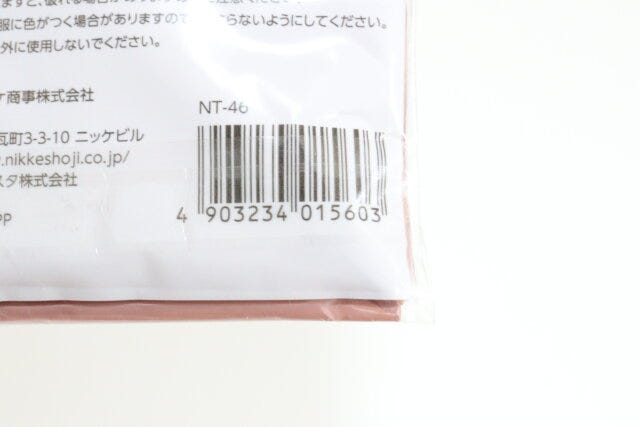 ますと、破れる場合が
服に色がつく場合がありますので
らないようにしてください。
外に使用しないでください。
商事株式会社
NT-46
瓦町3-3-10 ニッケビル
.nikkeshoji.co.jp/
スタ株式会社
4 903234 015603